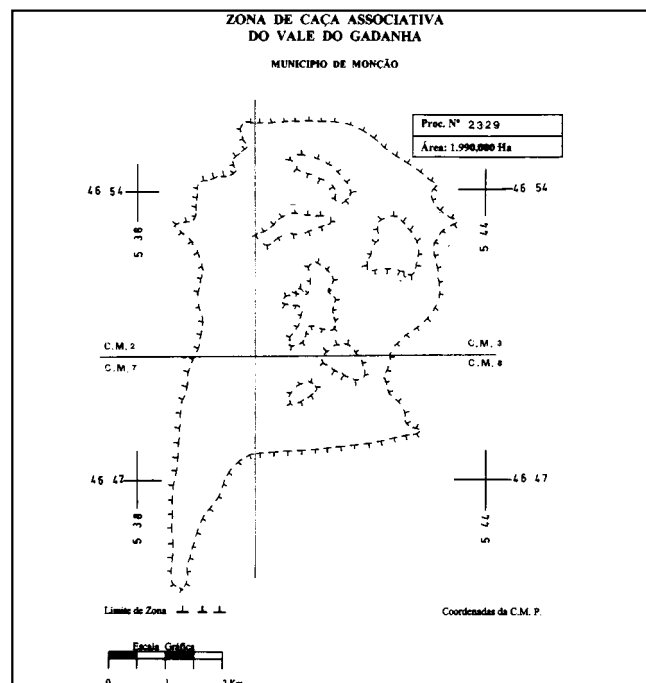 ZONA DE CAÇA ASSOCIATIVA
DO VALE DO GADANHA
MUNICIPIO DE MONÇÃO
Proc. Nº 2329
Área: 1.990,000 Ha
46 54
46 54
5 38
5 44
C.M. 2
C.M. 3
C.M. 7
C.M. 8
46 47
46 47
5 38
5 44
Limite de Zona
Coordenadas da C.M. P.
Escala Gráfica
0 1 2 Km